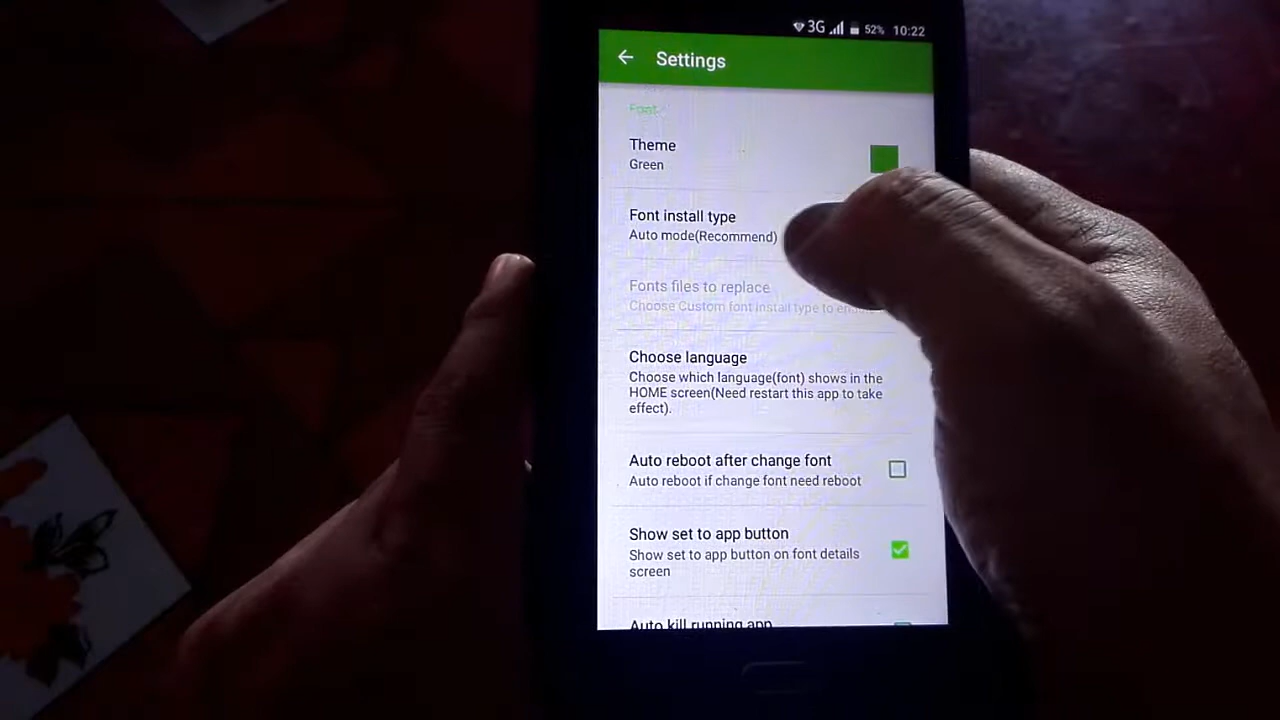 3G 52% 10:22
Settings
Font
Theme
Green
Font install type
Auto mode(Recommend)
Fonts files to replace
Choose Custom font install type to
Choose language
Choose which language(font) shows in the
HOME screen(Need restart this app to take
effect).
Auto reboot after change font
Auto reboot if change font need reboot
Show set to app button
Show set to app button on font details
screen
Auto kill running app